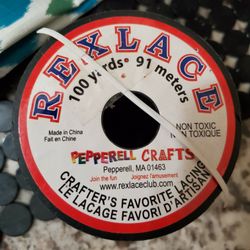 REXLACE
100 yards® 91 meters
Made in China
Fait en Chine
NON TOXIC
NON TOXIQUE
PEPPERELL CRAFTS
Pepperell, MA 01463
Join the fun Joignez l'amusement
www.rexlaceclub.com
CRAFTER'S FAVORITE LACING
LE LACAGE FAVORI D'ARTISAN